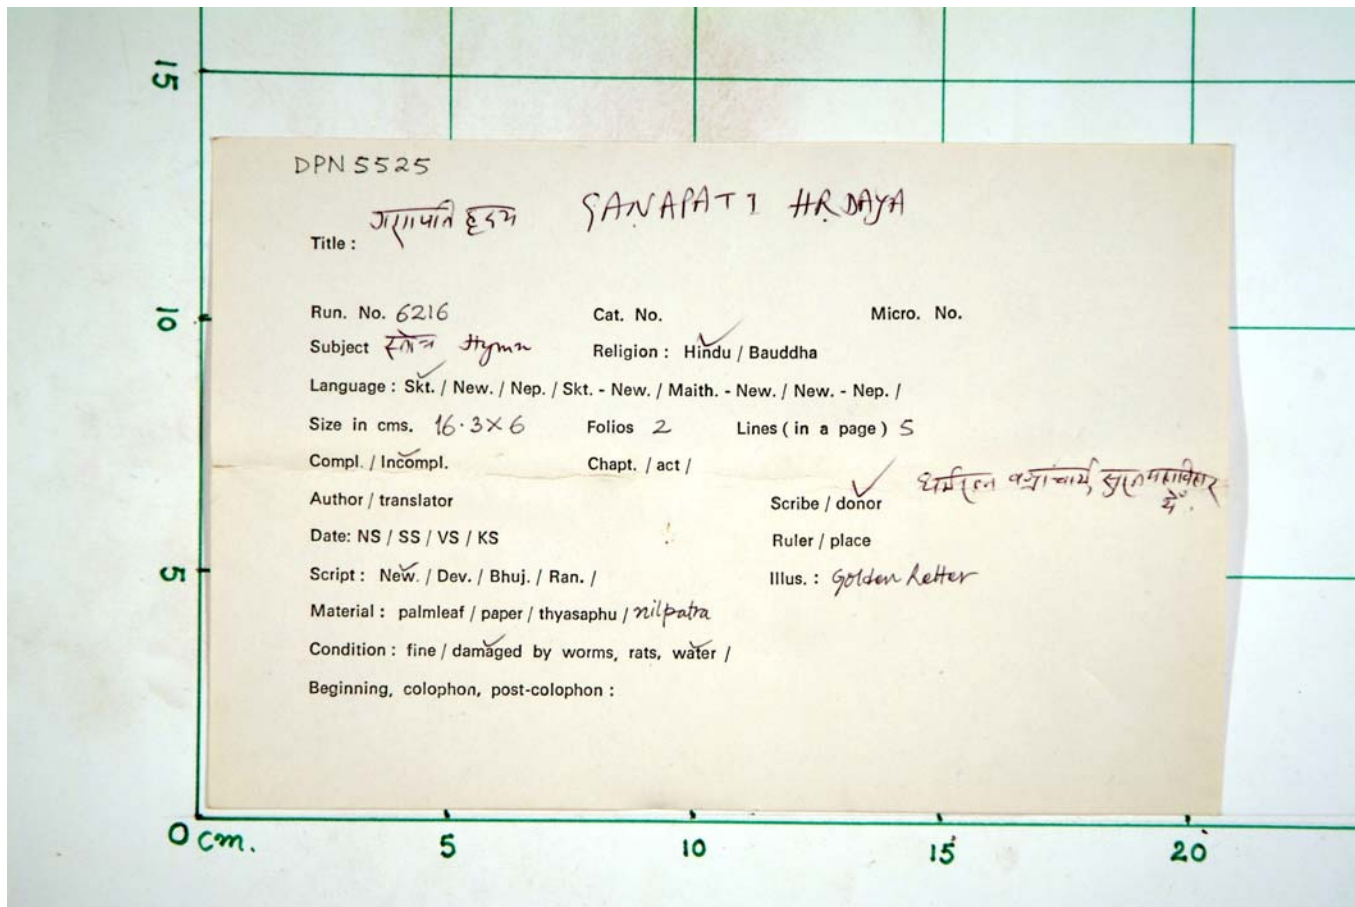 DPN 5525
गणपति हृदय GAṆAPATI HṚDAYA
Title :
Run. No. 6216 Cat. No. Micro. No.
Subject स्तोत्र Hymn Religion : Hindu / Bauddha
Language : Skt. / New. / Nep. / Skt. - New. / Maith. - New. / New. - Nep. /
Size in cms. 16.3×6 Folios 2 Lines ( in a page ) 5
Compl. / Incompl. Chapt. / act /
Author / translator Scribe / donor धर्मरत्न वज्राचार्य,
Date: NS / SS / VS / KS Ruler / place
Script : New. / Dev. / Bhuj. / Ran. / Illus. : Golden Letter
Material : palmleaf / paper / thyasaphu / nilpatra
Condition : fine / damaged by worms, rats, water /
Beginning, colophon, post-colophon :
15
10
5
0 cm. 5 10 15 20